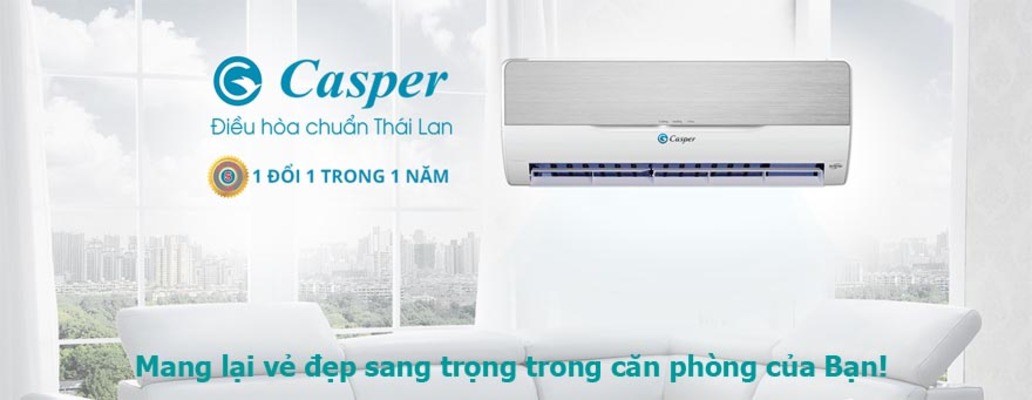 Casper
Điều hòa chuẩn Thái Lan
1 ĐỔI 1 TRONG 1 NĂM
Casper
Mang lại vẻ đẹp sang trọng trong căn phòng của Bạn!